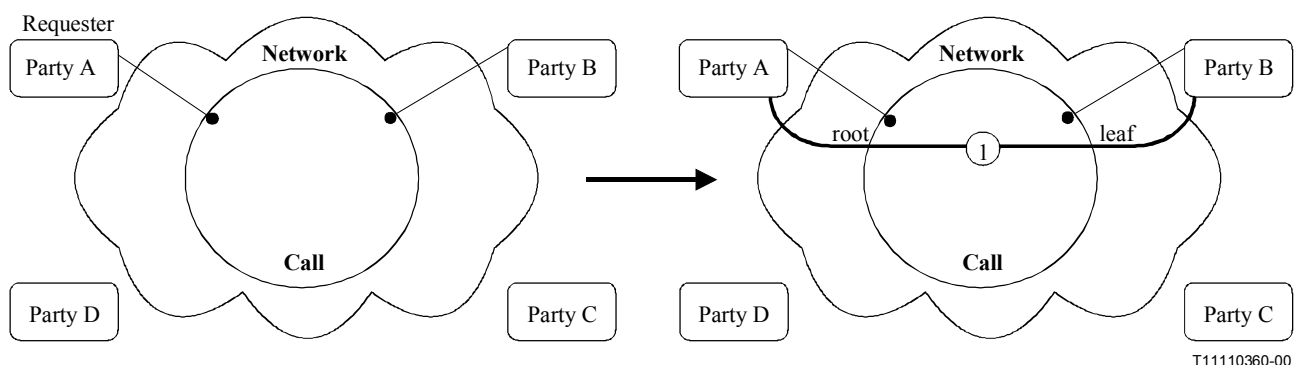 Requester
Party A
Network
Party B
Call
Party D
Party C
Party A
Network
Party B
root
1
leaf
Call
Party D
Party C
T11110360-00